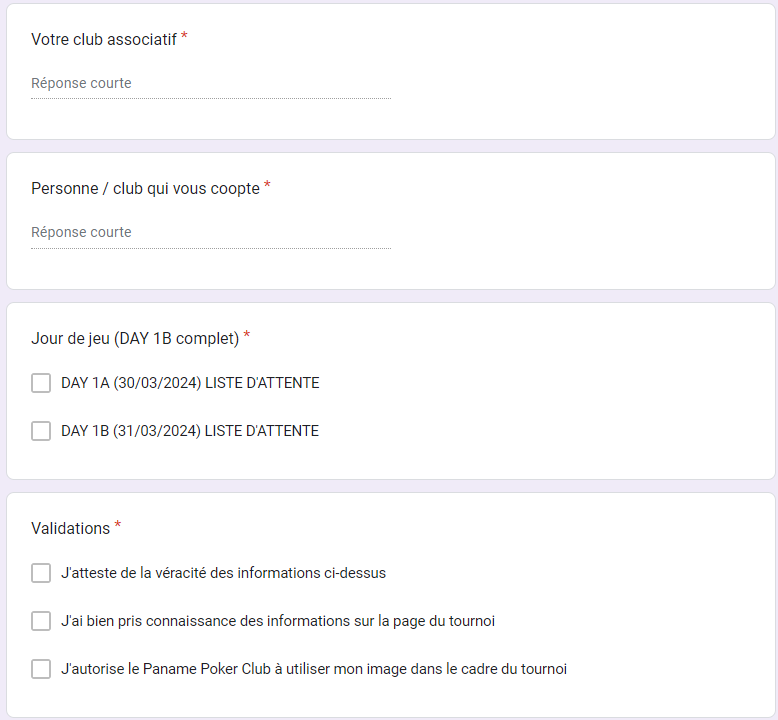 Votre club associatif *
Réponse courte
Personne / club qui vous coopte *
Réponse courte
Jour de jeu (DAY 1B complet) *
DAY 1A (30/03/2024) LISTE D'ATTENTE
DAY 1B (31/03/2024) LISTE D'ATTENTE
Validations *
J'atteste de la véracité des informations ci-dessus
J'ai bien pris connaissance des informations sur la page du tournoi
J'autorise le Paname Poker Club à utiliser mon image dans le cadre du tournoi